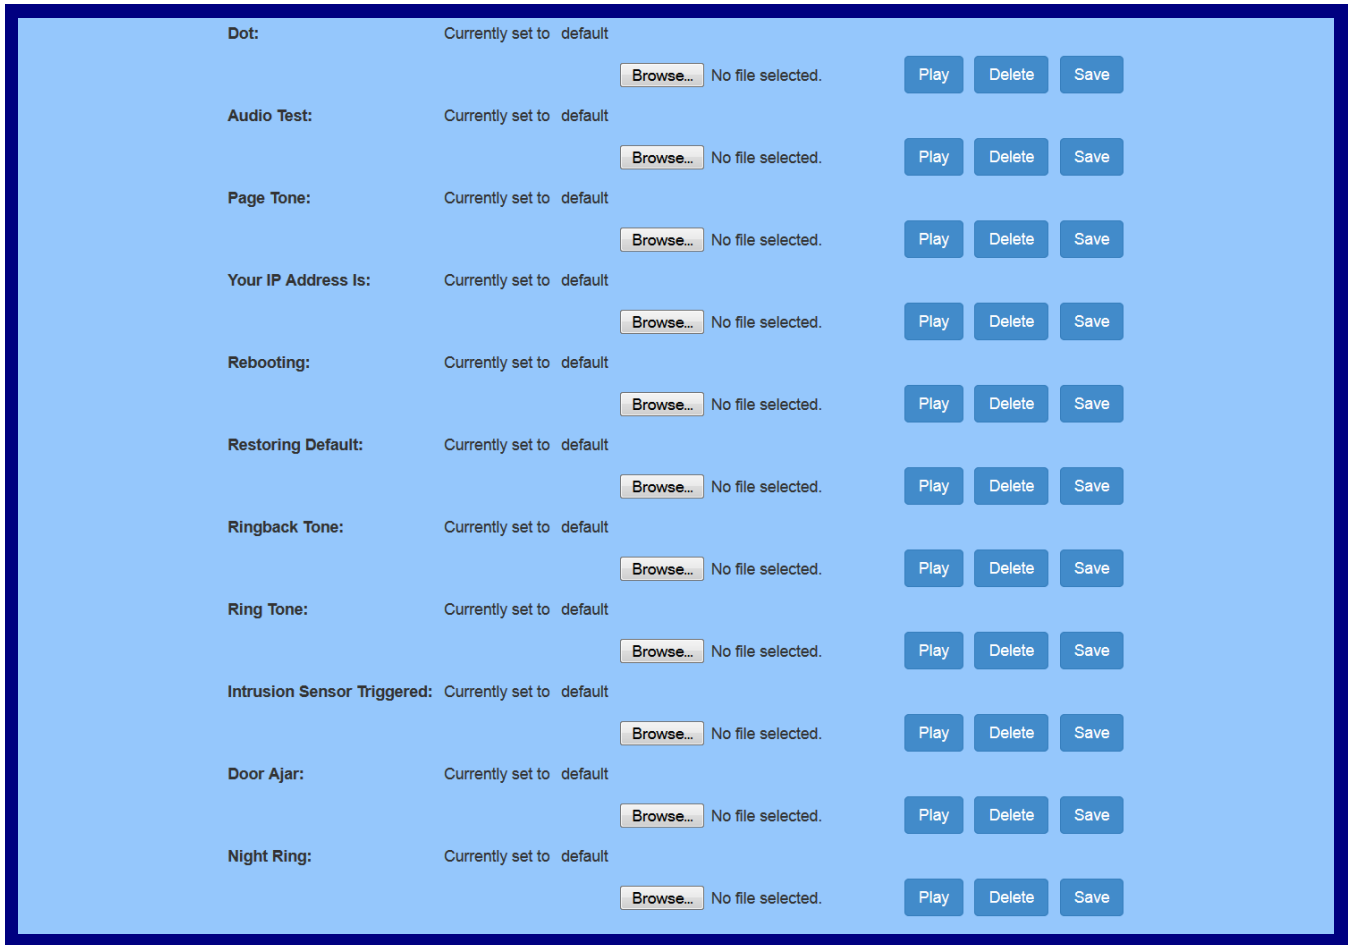 Dot: Currently set to default
Browse... No file selected. Play Delete Save
Audio Test: Currently set to default
Browse... No file selected. Play Delete Save
Page Tone: Currently set to default
Browse... No file selected. Play Delete Save
Your IP Address Is: Currently set to default
Browse... No file selected. Play Delete Save
Rebooting: Currently set to default
Browse... No file selected. Play Delete Save
Restoring Default: Currently set to default
Browse... No file selected. Play Delete Save
Ringback Tone: Currently set to default
Browse... No file selected. Play Delete Save
Ring Tone: Currently set to default
Browse... No file selected. Play Delete Save
Intrusion Sensor Triggered: Currently set to default
Browse... No file selected. Play Delete Save
Door Ajar: Currently set to default
Browse... No file selected. Play Delete Save
Night Ring: Currently set to default
Browse... No file selected. Play Delete Save